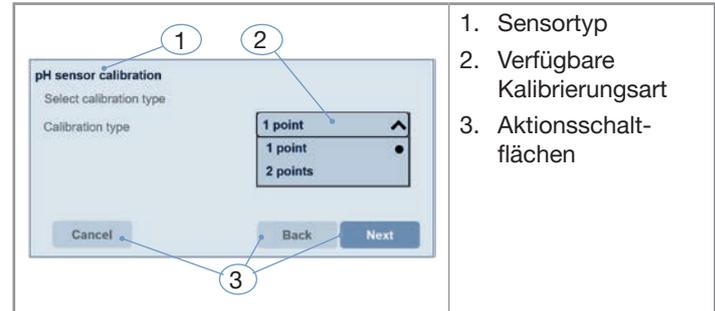 1
2
pH sensor calibration
Select calibration type
Calibration type
1 point
1 point
2 points
Cancel
Back
Next
3
1. Sensortyp
2. Verfügbare
Kalibrierungsart
3. Aktionsschalt-
flächen